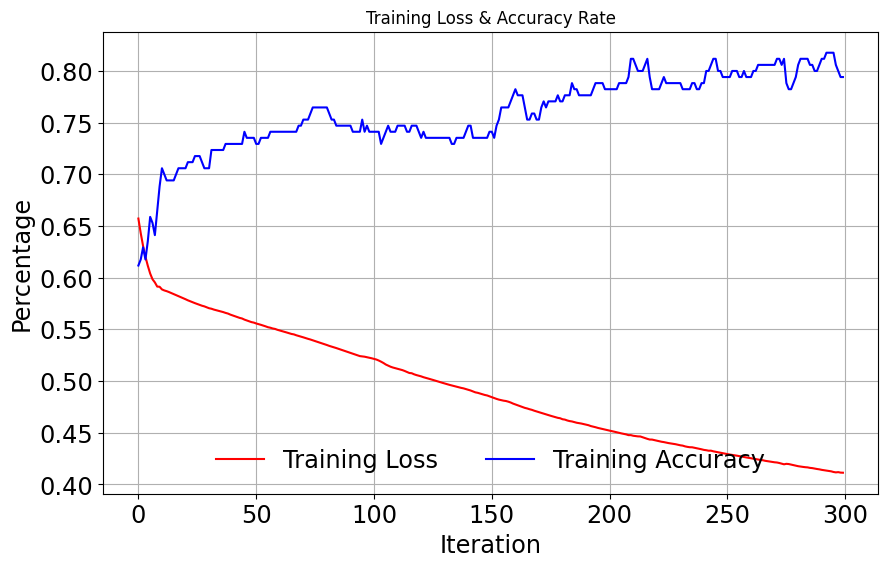 Training Loss & Accuracy Rate
Percentage
0.80
0.75
0.70
0.65
0.60
0.55
0.50
0.45
0.40
Training Loss
Training Accuracy
0 50 100 150 200 250 300
Iteration